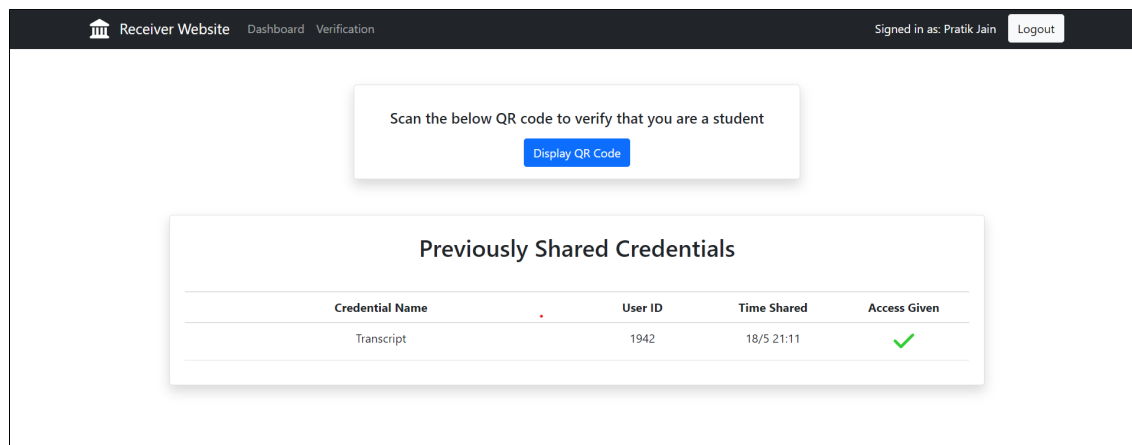 Receiver Website Dashboard Verification Signed in as: Pratik Jain Logout
Scan the below QR code to verify that you are a student
Display QR Code
Previously Shared Credentials
Credential Name User ID Time Shared Access Given
Transcript 1942 18/5 21:11